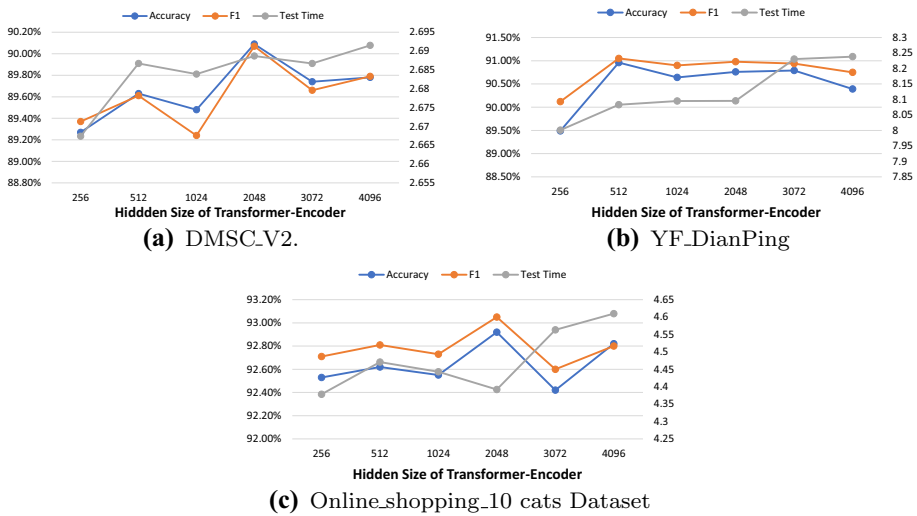 Accuracy F1 Test Time
90.20% 2.695
90.00% 2.69
89.80% 2.685
89.60% 2.68
2.675
89.40% 2.67
89.20% 2.665
89.00% 2.66
88.80% 2.655
256 512 1024 2048 3072 4096
Hiddden Size of Transformer-Encoder
(a) DMSC_V2.
Accuracy F1 Test Time
91.50% 8.3
8.25
91.00% 8.2
90.50% 8.15
8.1
90.00% 8.05
89.50% 8
7.95
89.00% 7.9
88.50% 7.85
256 512 1024 2048 3072 4096
Hidden Size of Transformer-Encoder
(b) YF_DianPing
Accuracy F1 Test Time
93.20% 4.65
93.00% 4.6
4.55
92.80% 4.5
92.60% 4.45
4.4
92.40% 4.35
92.20% 4.3
92.00% 4.25
256 512 1024 2048 3072 4096
Hidden Size of Transformer-Encoder
(c) Online_shopping_10 cats Dataset